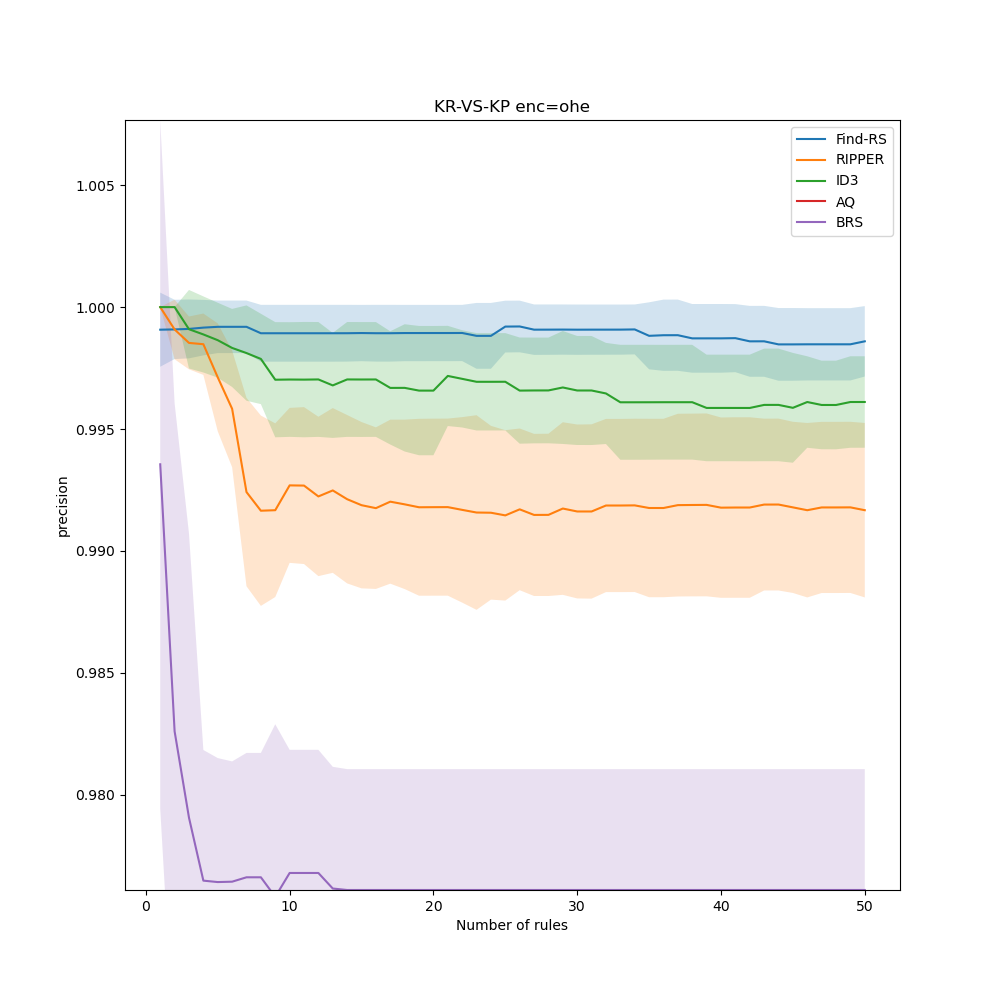 KR-VS-KP enc=ohe
Find-RS
RIPPER
ID3
AQ
BRS
1.005
1.000
0.995
0.990
0.985
0.980
precision
0 10 20 30 40 50
Number of rules